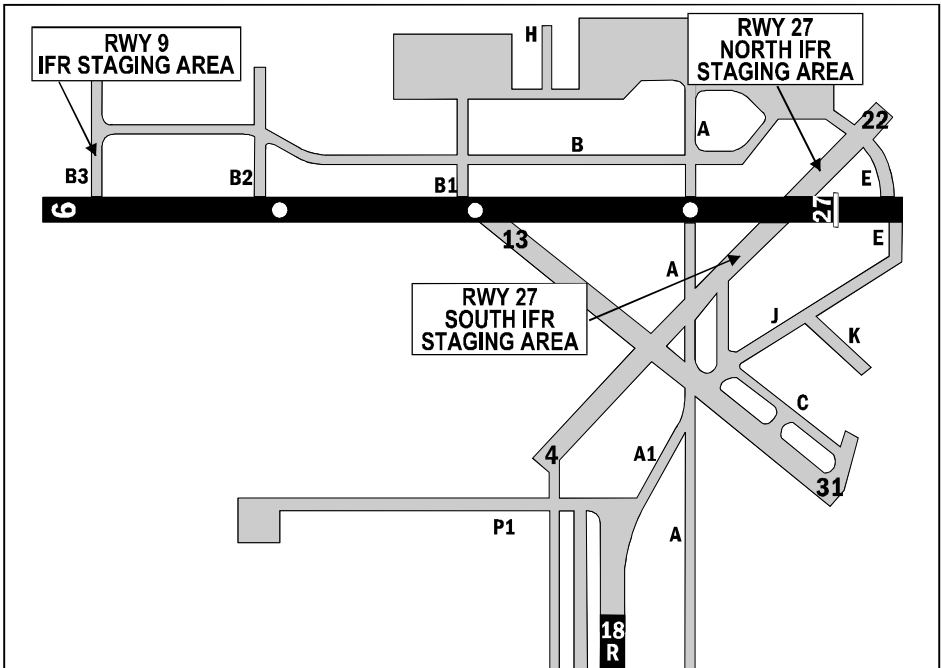 RWY 9
IFR STAGING AREA
H
RWY 27
NORTH IFR
STAGING AREA
22
A
B
B3
B2
B1
E
9
27
13
E
A
RWY 27
SOUTH IFR
STAGING AREA
J
K
C
4
A1
31
P1
A
18
R